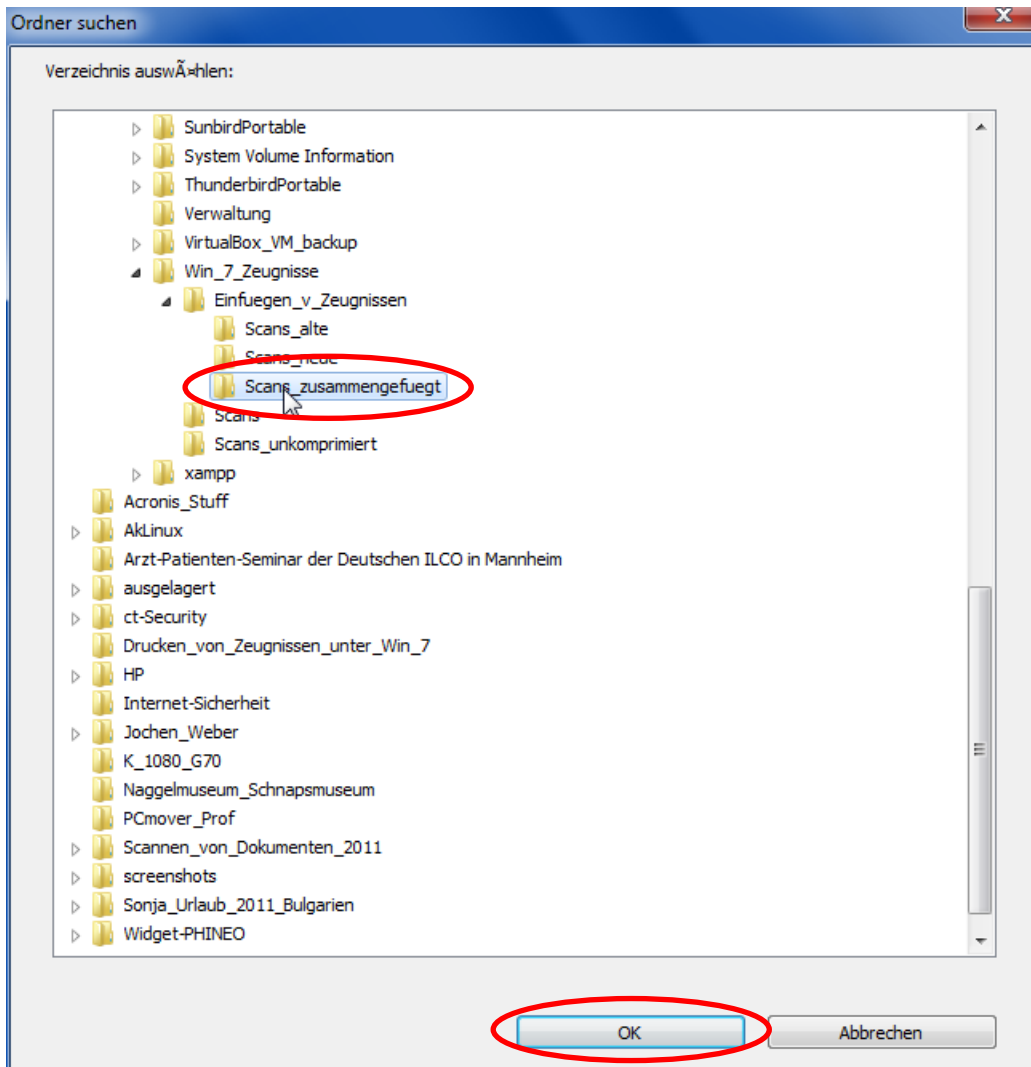 Ordner suchen
Verzeichnis auswÃ¤hlen:
SunbirdPortable
System Volume Information
ThunderbirdPortable
Verwaltung
VirtualBox_VM_backup
Win_7_Zeugnisse
Einfuegen_v_Zeugnissen
Scans_alte
Scans_neue
Scans_zusammengefuegt
Scans
Scans_unkomprimiert
xampp
Acronis_Stuff
AkLinux
Arzt-Patienten-Seminar der Deutschen ILCO in Mannheim
ausgelagert
ct-Security
Drucken_von_Zeugnissen_unter_Win_7
HP
Internet-Sicherheit
Jochen_Weber
K_1080_G70
Naggelmuseum_Schnapsmuseum
PCmover_Prof
Scannen_von_Dokumenten_2011
screenshots
Sonja_Urlaub_2011_Bulgarien
Widget-PHINEO
OK Abbrechen